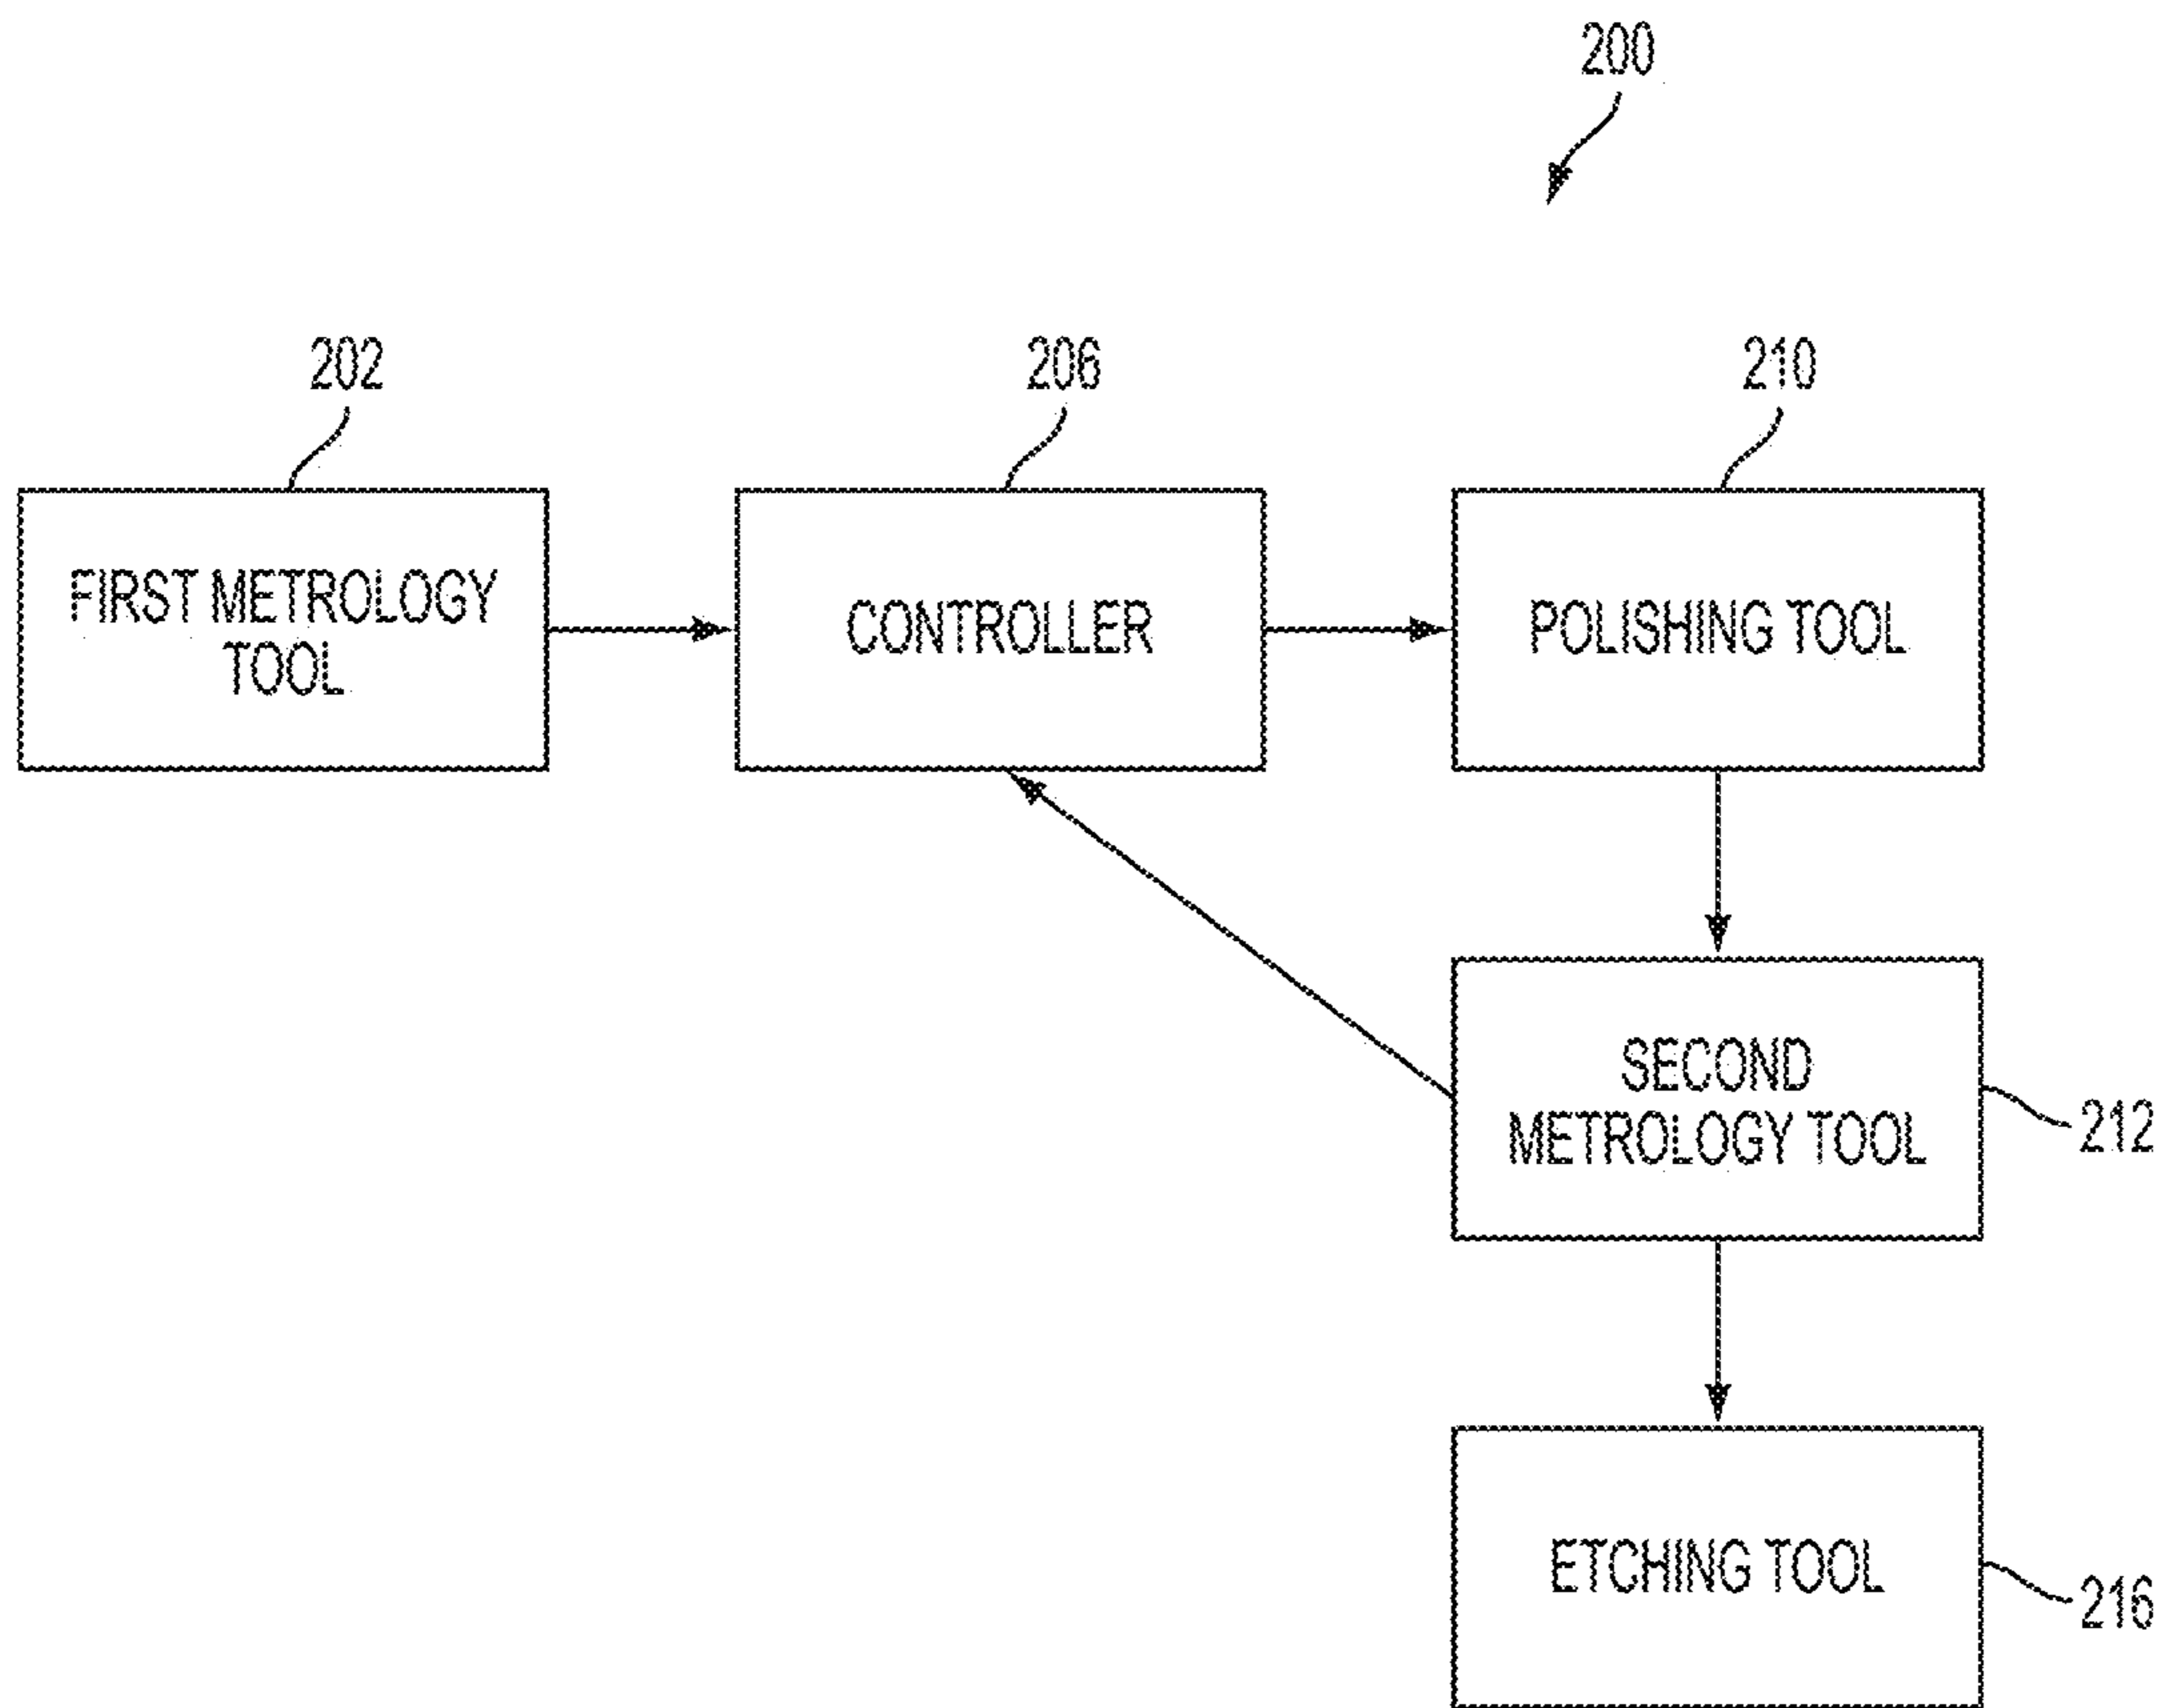 200
202
206
210
FIRST METROLOGY
TOOL
CONTROLLER
POLISHING TOOL
SECOND
METROLOGY TOOL
212
ETCHING TOOL
216